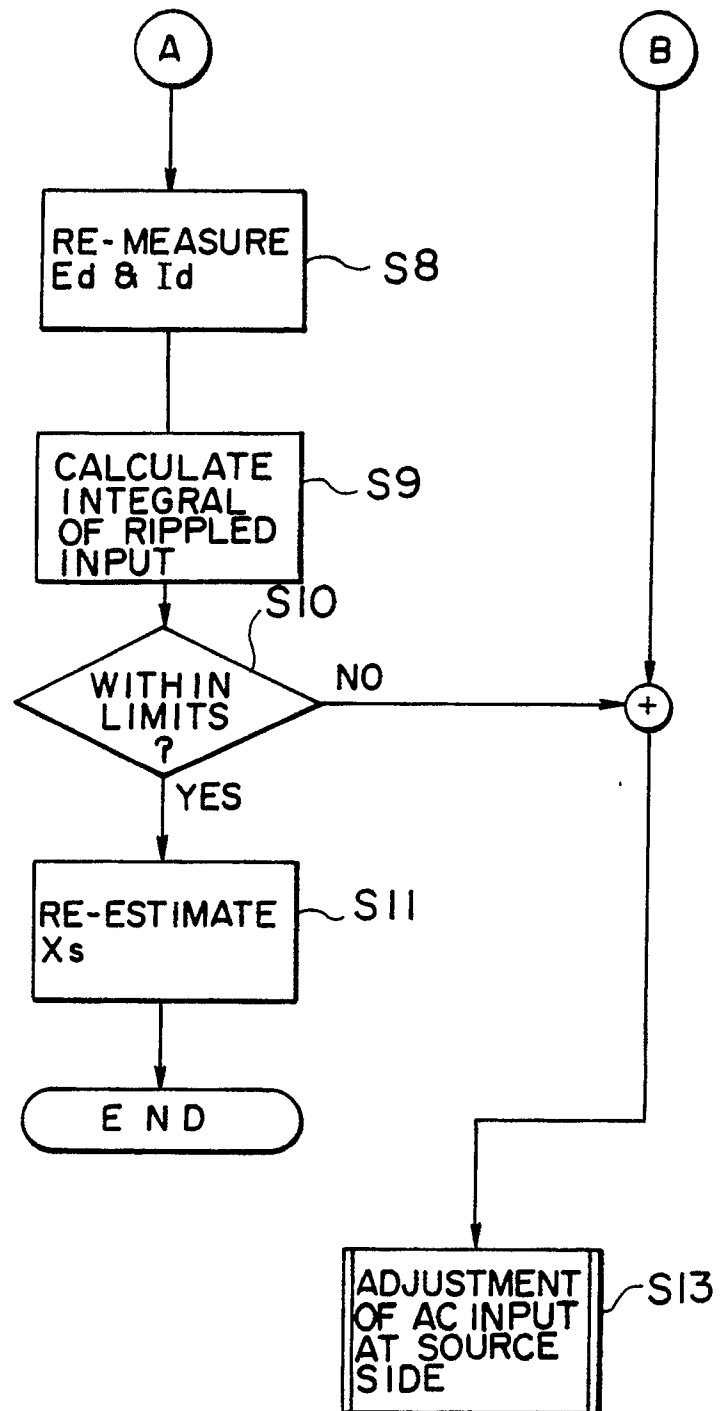 A
B
RE-MEASURE
Ed & Id
S8
CALCULATE
INTEGRAL
OF RIPPLED
INPUT
S9
S10
WITHIN
LIMITS
?
NO
+
YES
RE-ESTIMATE
Xs
S11
END
ADJUSTMENT
OF AC INPUT
AT SOURCE
SIDE
S13